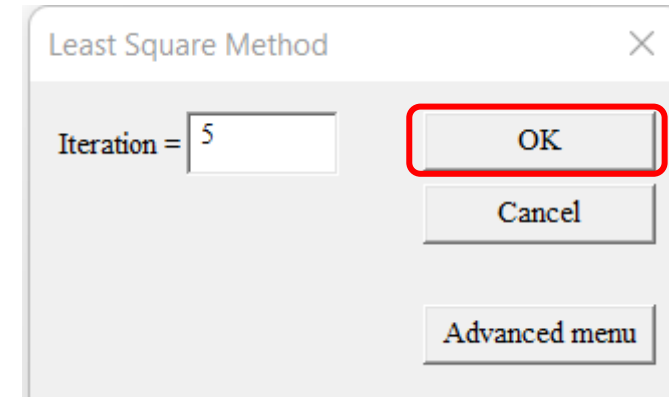 Least Square Method
Iteration = 5
OK
Cancel
Advanced menu